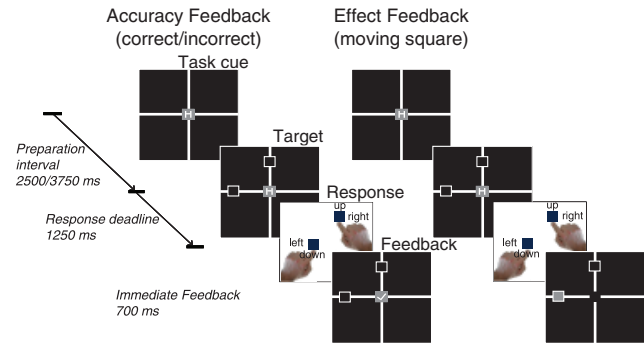 Accuracy Feedback
(correct/incorrect)
Effect Feedback
(moving square)
Task cue
H
H
Target
H
H
Preparation
interval
2500/3750 ms
Response
up
right
left
down
up
right
left
down
Response deadline
1250 ms
Feedback
Immediate Feedback
700 ms